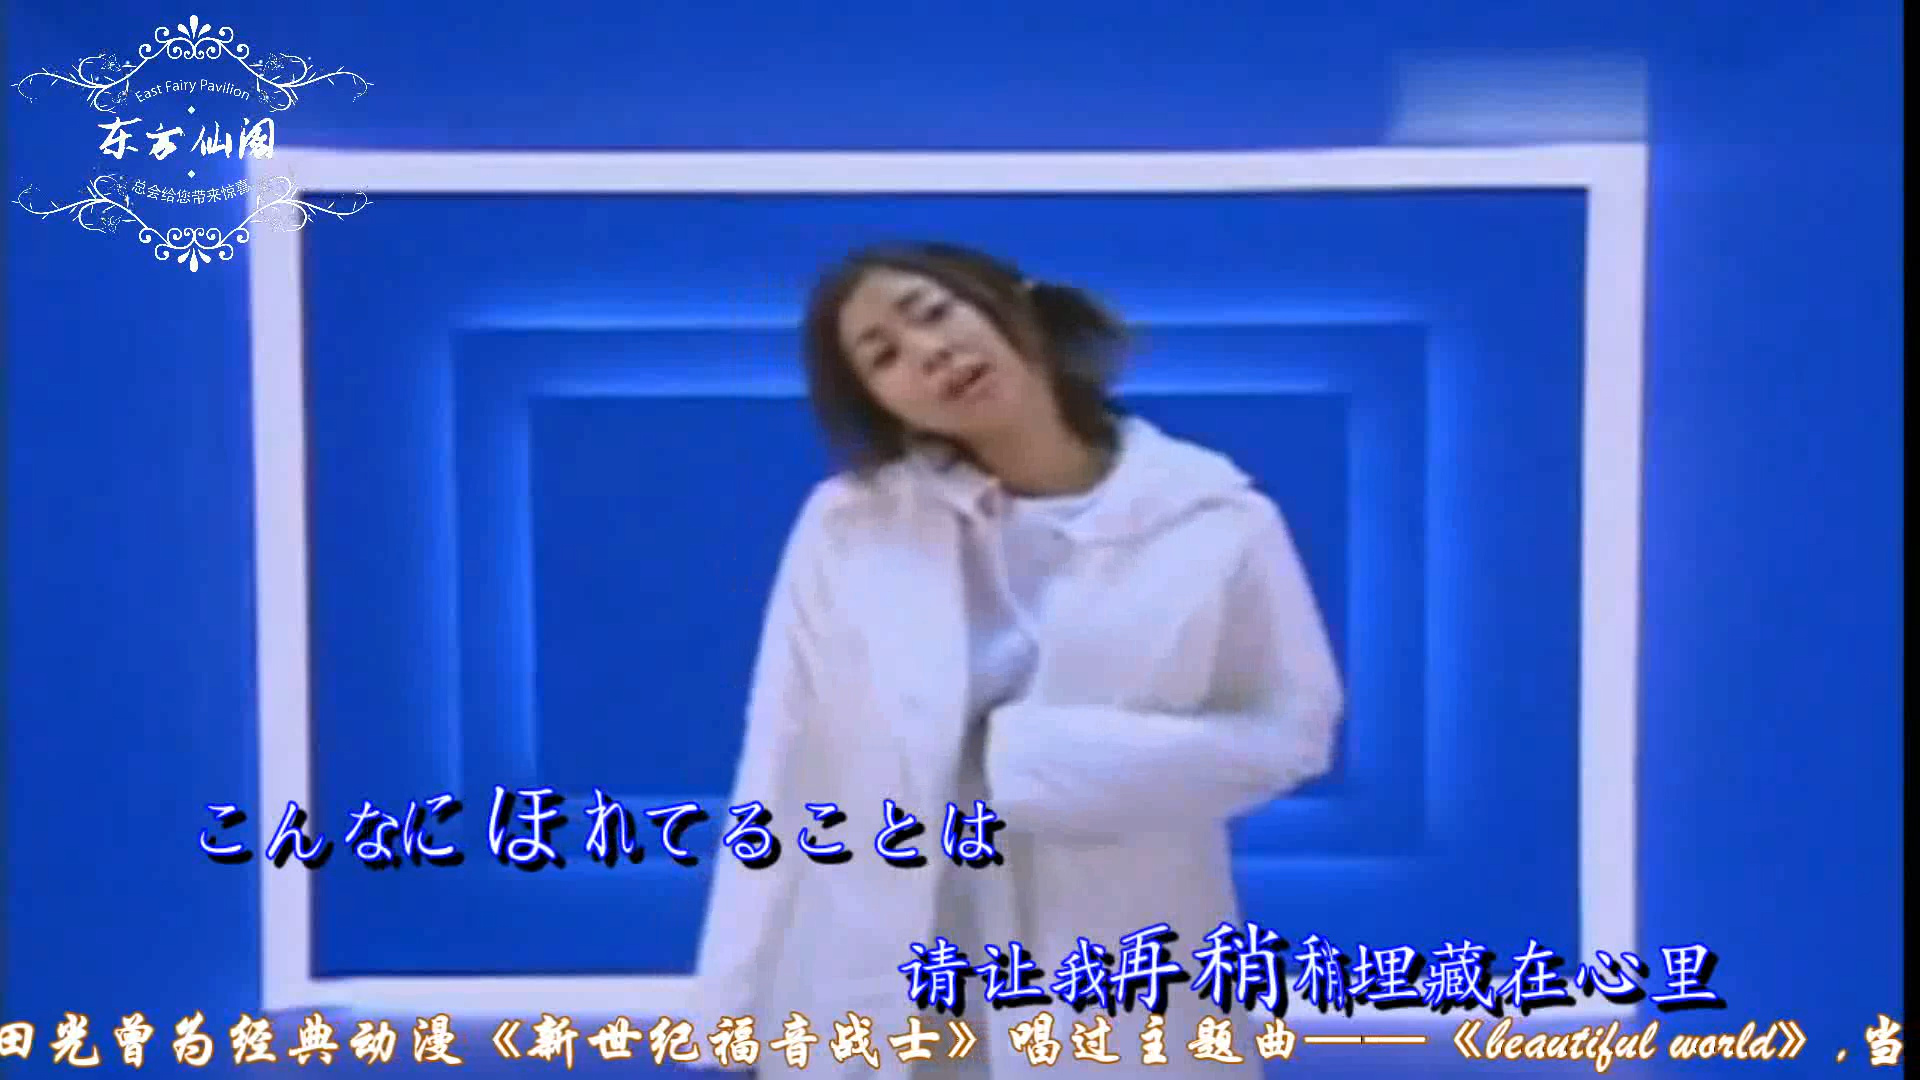 East Fairy Pavilion
东方仙阁
总会给您带来惊喜
こんなにほれてることは
请让我再稍稍埋藏在心里
田光曾为经典动漫《新世纪福音战士》唱过主题曲———《beautiful world》,当